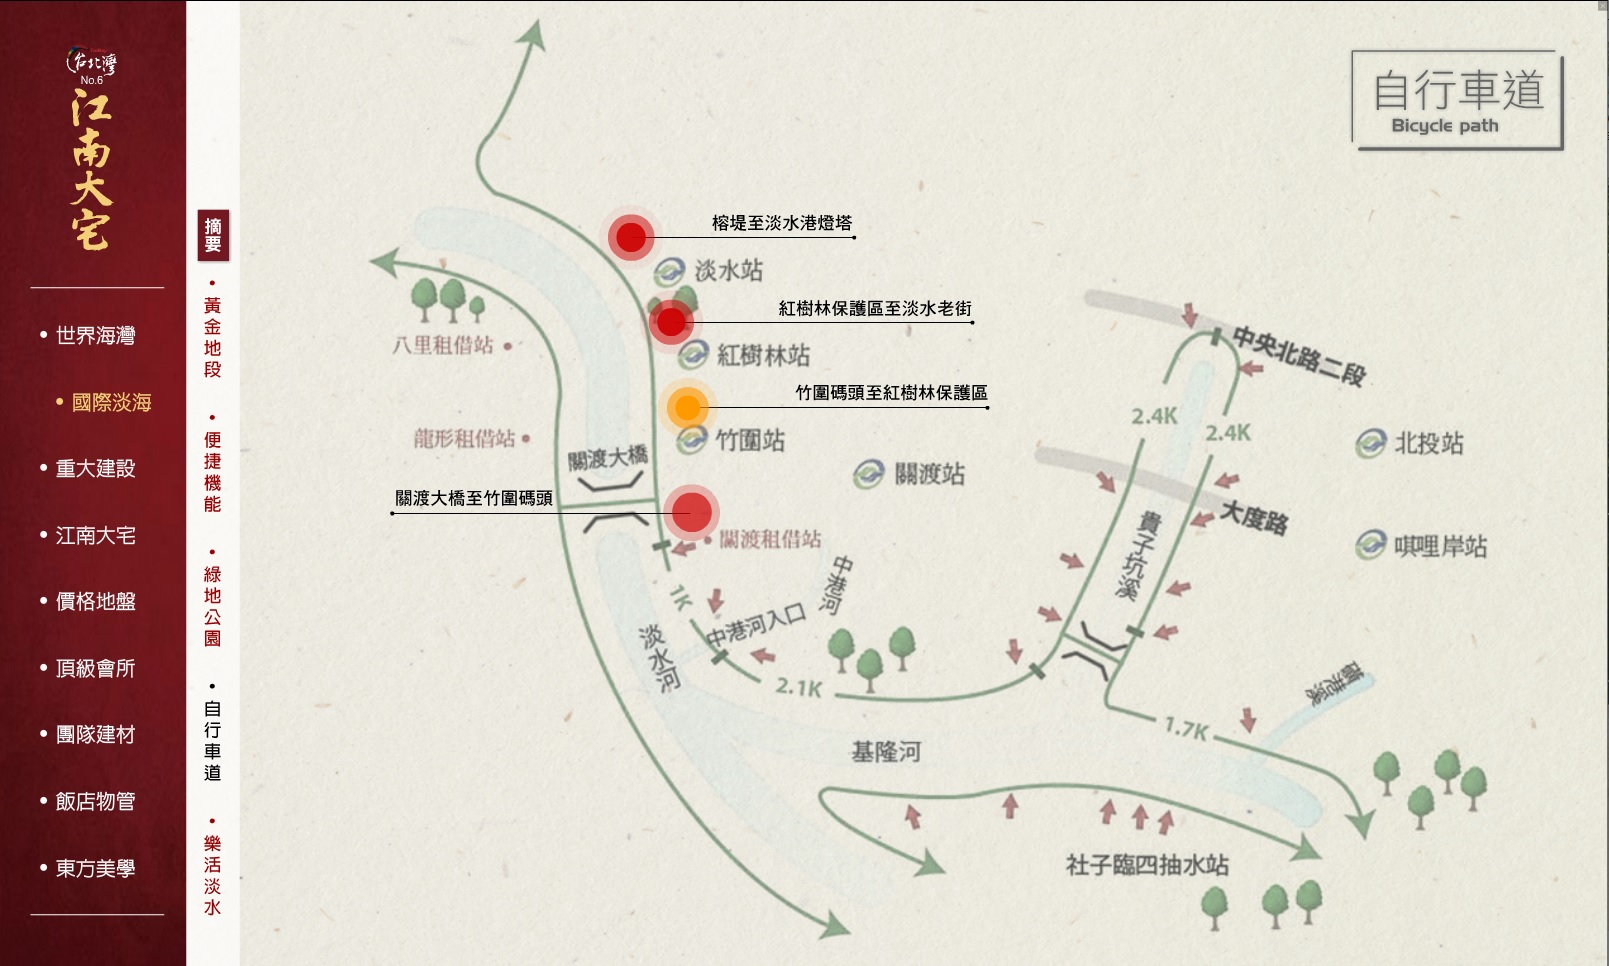 台北灣
No.6
江南大宅
• 世界海灣
• 國際淡海
• 重大建設
• 江南大宅
• 價格地盤
• 頂級會所
• 團隊建材
• 飯店物管
• 東方美學
摘要
• 黃金地段
• 便捷機能
• 綠地公園
• 自行車道
• 樂活淡水
自行車道
Bicycle path
榕堤至淡水港燈塔
淡水站
紅樹林保護區至淡水老街
八里租借站
紅樹林站
竹圍碼頭至紅樹林保護區
龍形租借站
竹圍站
關渡大橋
關渡站
關渡大橋至竹圍碼頭
關渡租借站
中港河
1K
中港河入口
淡水河
2.1K
基隆河
中央北路二段
2.4K
2.4K
北投站
大度路
貴子坑溪
唭哩岸站
磺港溪
1.7K
社子臨四抽水站